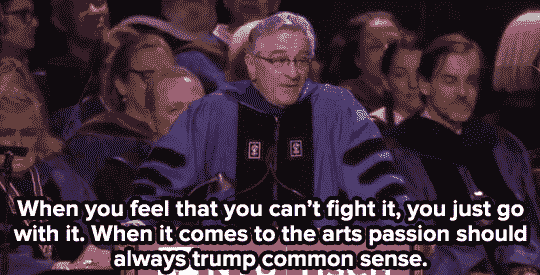 When you feel that you can't fight it, you just go
with it. When it comes to the arts passion should
always trump common sense.